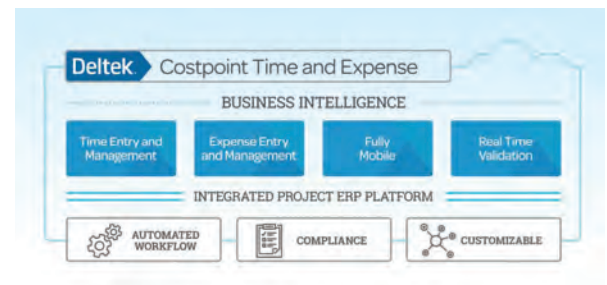 Deltek. Costpoint Time and Expense
BUSINESS INTELLIGENCE
Time Entry and
Management
Expense Entry
and Management
Fully
Mobile
Real Time
Validation
INTEGRATED PROJECT ERP PLATFORM
AUTOMATED
WORKFLOW
COMPLIANCE
CUSTOMIZABLE